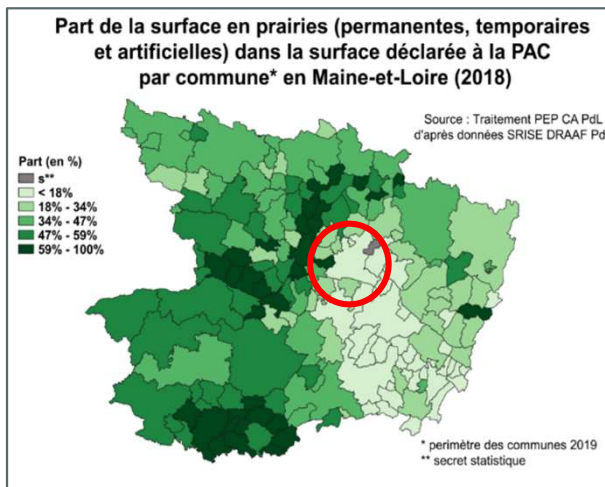 Part de la surface en prairies (permanentes, temporaires
et artificielles) dans la surface déclarée à la PAC
par commune* en Maine-et-Loire (2018)
Source : Traitement PEP CA PdL
d'après données SRISE DRAAF Pd
Part (en %)
s**
< 18%
18% - 34%
34% - 47%
47% - 59%
59% - 100%
* perimètre des communes 2019
** secret statistique